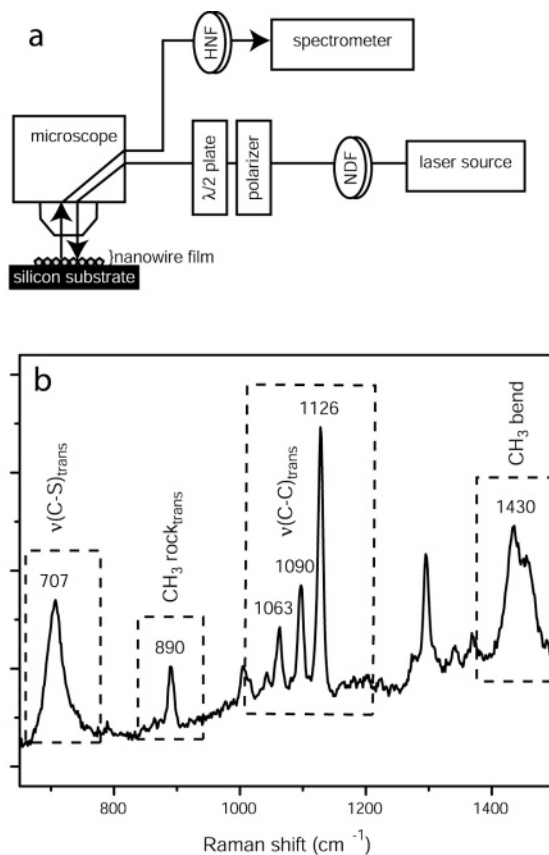 a
HNF
spectrometer
microscope
λ/2 plate
polarizer
NDF
laser source
}nanowire film
silicon substrate
b
ν(C-S)trans
707
CH3 rocktrans
890
ν(C-C)trans
1063
1090
1126
CH3 bend
1430
800
1000
1200
1400
Raman shift (cm -1)